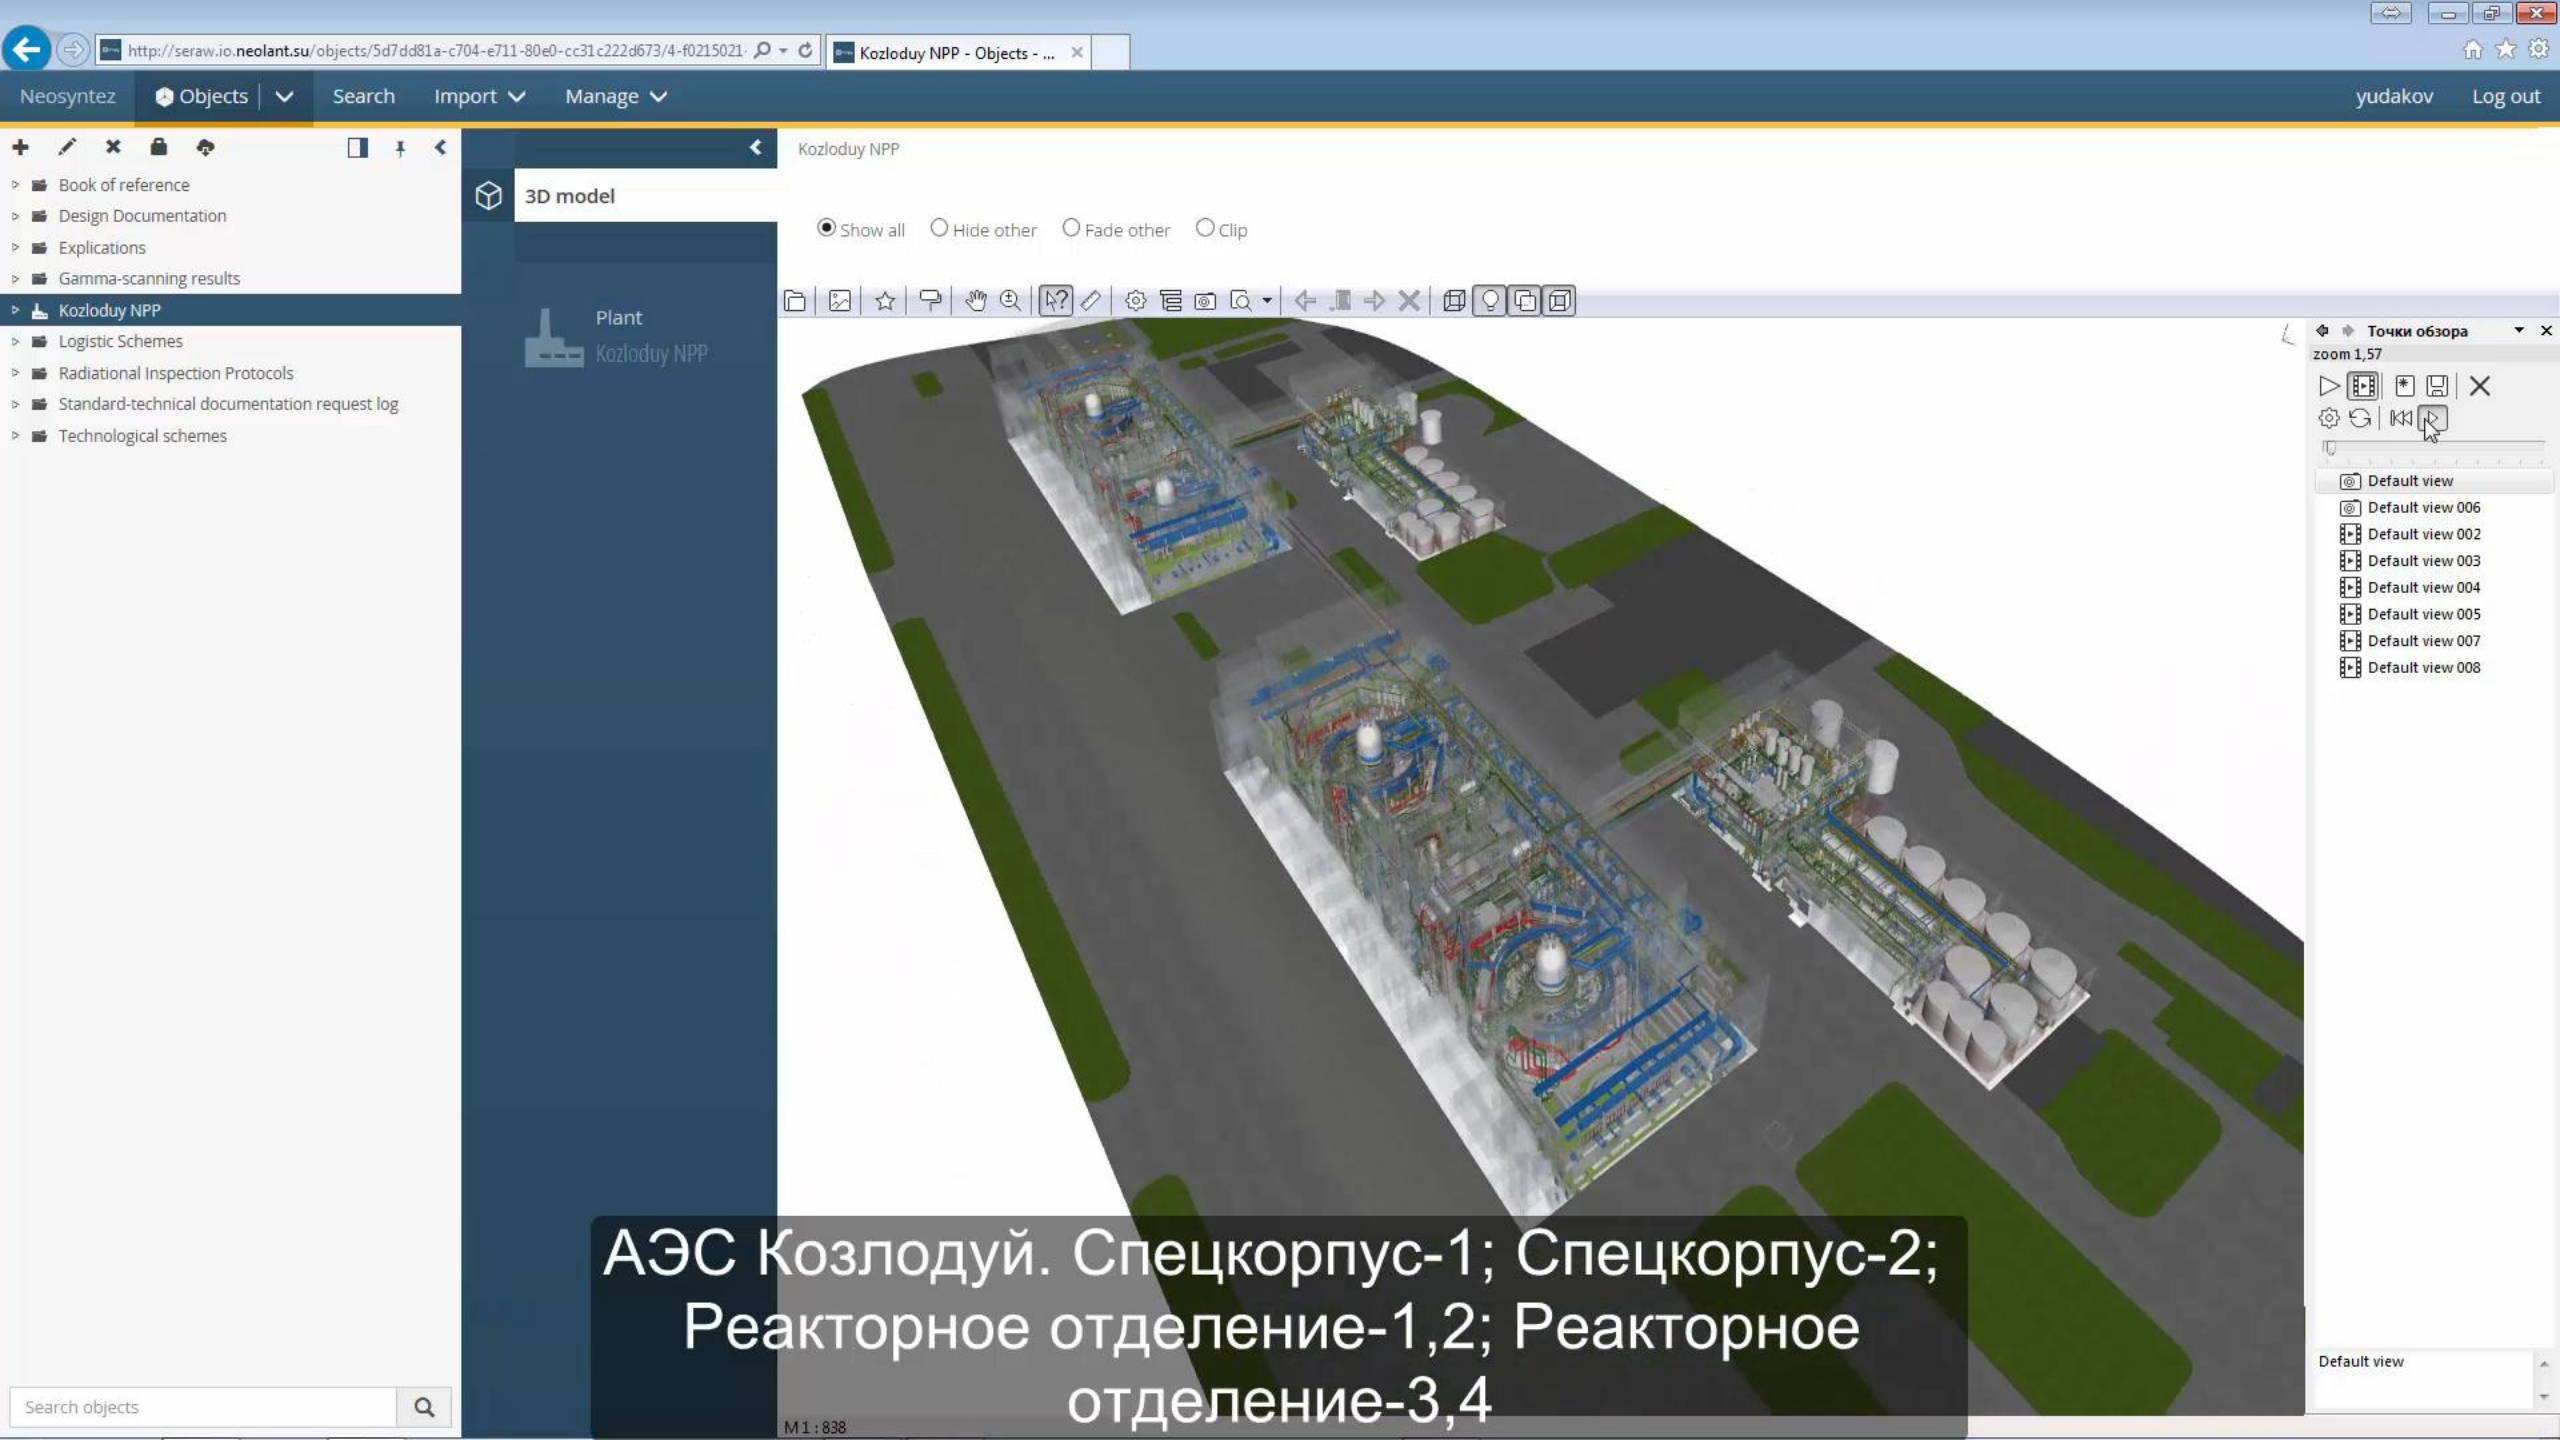 http://seraw.io.neolant.su/objects/5d7dd81a-c704-e711-80e0-cc31c222d673/4-f0215021-
Kozloduy NPP - Objects - ...
Neosyntez
Objects
Search
Import
Manage
yudakov
Log out
Book of reference
Design Documentation
Explications
Gamma-scanning results
Kozloduy NPP
Logistic Schemes
Radiational Inspection Protocols
Standard-technical documentation request log
Technological schemes
Search objects
3D model
Plant
Kozloduy NPP
Kozloduy NPP
Show all
Hide other
Fade other
Clip
Точки обзора
zoom 1,57
Default view
Default view 006
Default view 002
Default view 003
Default view 004
Default view 005
Default view 007
Default view 008
Default view
M 1 : 838
АЭС Козлодуй. Спецкорпус-1; Спецкорпус-2;
Реакторное отделение-1,2; Реакторное
отделение-3,4